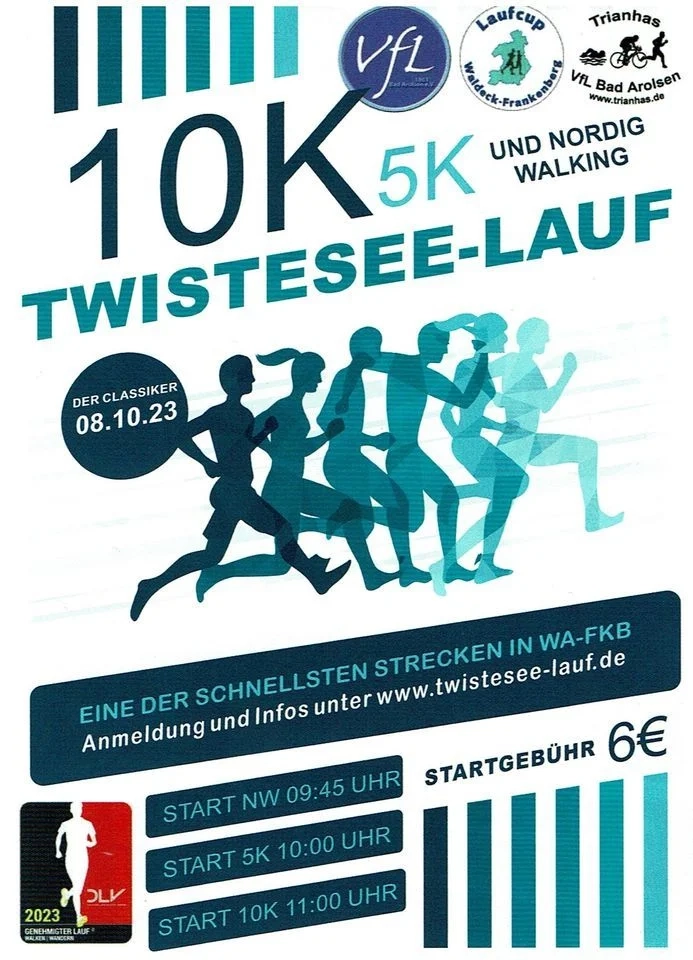 VfL
1861
Bad Arolsen e.V.
Laufcup
Waldeck-Frankenberg
Trianhas
VfL Bad Arolsen
www.trianhas.de
10K 5K UND NORDIG
WALKING
TWISTESEE-LAUF
DER CLASSIKER
08.10.23
EINE DER SCHNELLSTEN STRECKEN IN WA-FKB
Anmeldung und Infos unter www.twistesee-lauf.de
STARTGEBÜHR 6€
START NW 09:45 UHR
START 5K 10:00 UHR
START 10K 11:00 UHR
DLV
2023
GENEHMIGTER LAUF®
WALKEN | WANDERN